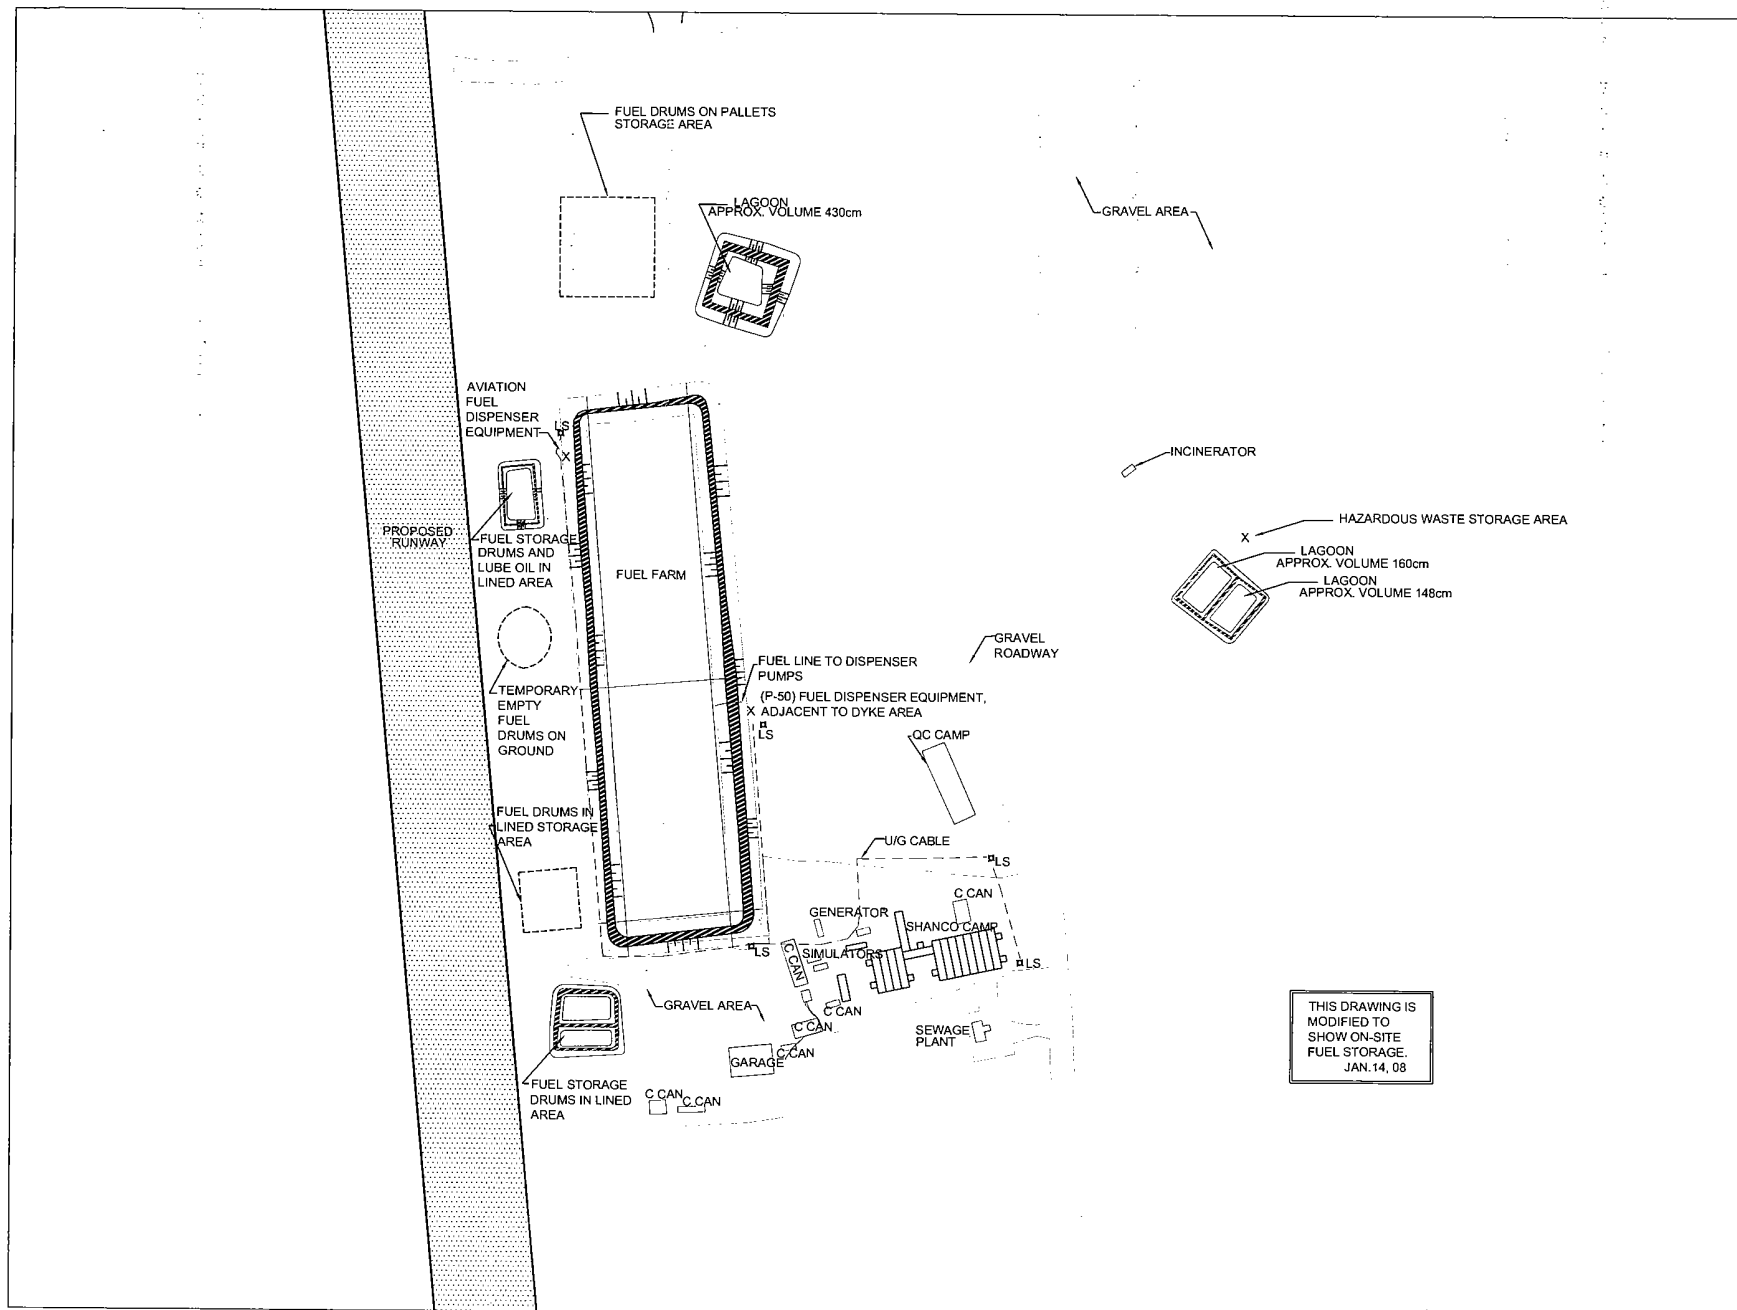 FUEL DRUMS ON PALLETS
STORAGE AREA
LAGOON
APPROX. VOLUME 430cm
GRAVEL AREA
AVIATION
FUEL
DISPENSER
EQUIPMENT
LS
X
INCINERATOR
PROPOSED
RUNWAY
FUEL STORAGE
DRUMS AND
LUBE OIL IN
LINED AREA
FUEL FARM
HAZARDOUS WASTE STORAGE AREA
X
LAGOON
APPROX. VOLUME 160cm
LAGOON
APPROX. VOLUME 148cm
GRAVEL
ROADWAY
FUEL LINE TO DISPENSER
PUMPS
TEMPORARY
EMPTY
FUEL
DRUMS ON
GROUND
(P-50) FUEL DISPENSER EQUIPMENT,
X ADJACENT TO DYKE AREA
LS
QC CAMP
FUEL DRUMS IN
LINED STORAGE
AREA
U/G CABLE
LS
C CAN
GENERATOR
SHANCO CAMP
LS
C CAN
SIMULATORS
LS
GRAVEL AREA
C CAN
C CAN
SEWAGE
PLANT
C CAN
GARAGE
FUEL STORAGE
DRUMS IN LINED
AREA
C CAN
C CAN
THIS DRAWING IS
MODIFIED TO
SHOW ON-SITE
FUEL STORAGE.
JAN.14, 08